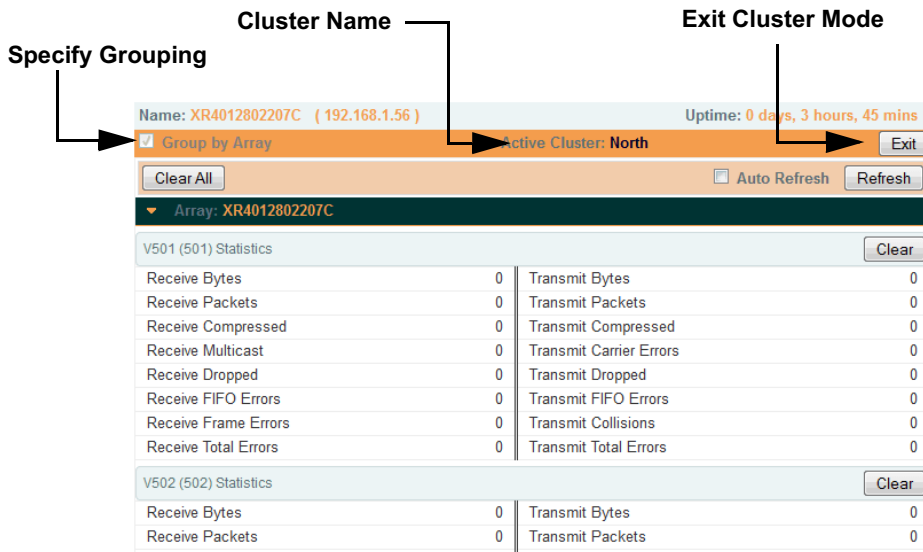 Cluster Name
Exit Cluster Mode
Specify Grouping
Name: XR4012802207C ( 192.168.1.56 ) Uptime: 0 days, 3 hours, 45 mins
Group by Array Active Cluster: North Exit
Clear All Auto Refresh Refresh
Array: XR4012802207C
V501 (501) Statistics Clear
Receive Bytes 0 Transmit Bytes 0
Receive Packets 0 Transmit Packets 0
Receive Compressed 0 Transmit Compressed 0
Receive Multicast 0 Transmit Carrier Errors 0
Receive Dropped 0 Transmit Dropped 0
Receive FIFO Errors 0 Transmit FIFO Errors 0
Receive Frame Errors 0 Transmit Collisions 0
Receive Total Errors 0 Transmit Total Errors 0
V502 (502) Statistics Clear
Receive Bytes 0 Transmit Bytes 0
Receive Packets 0 Transmit Packets 0